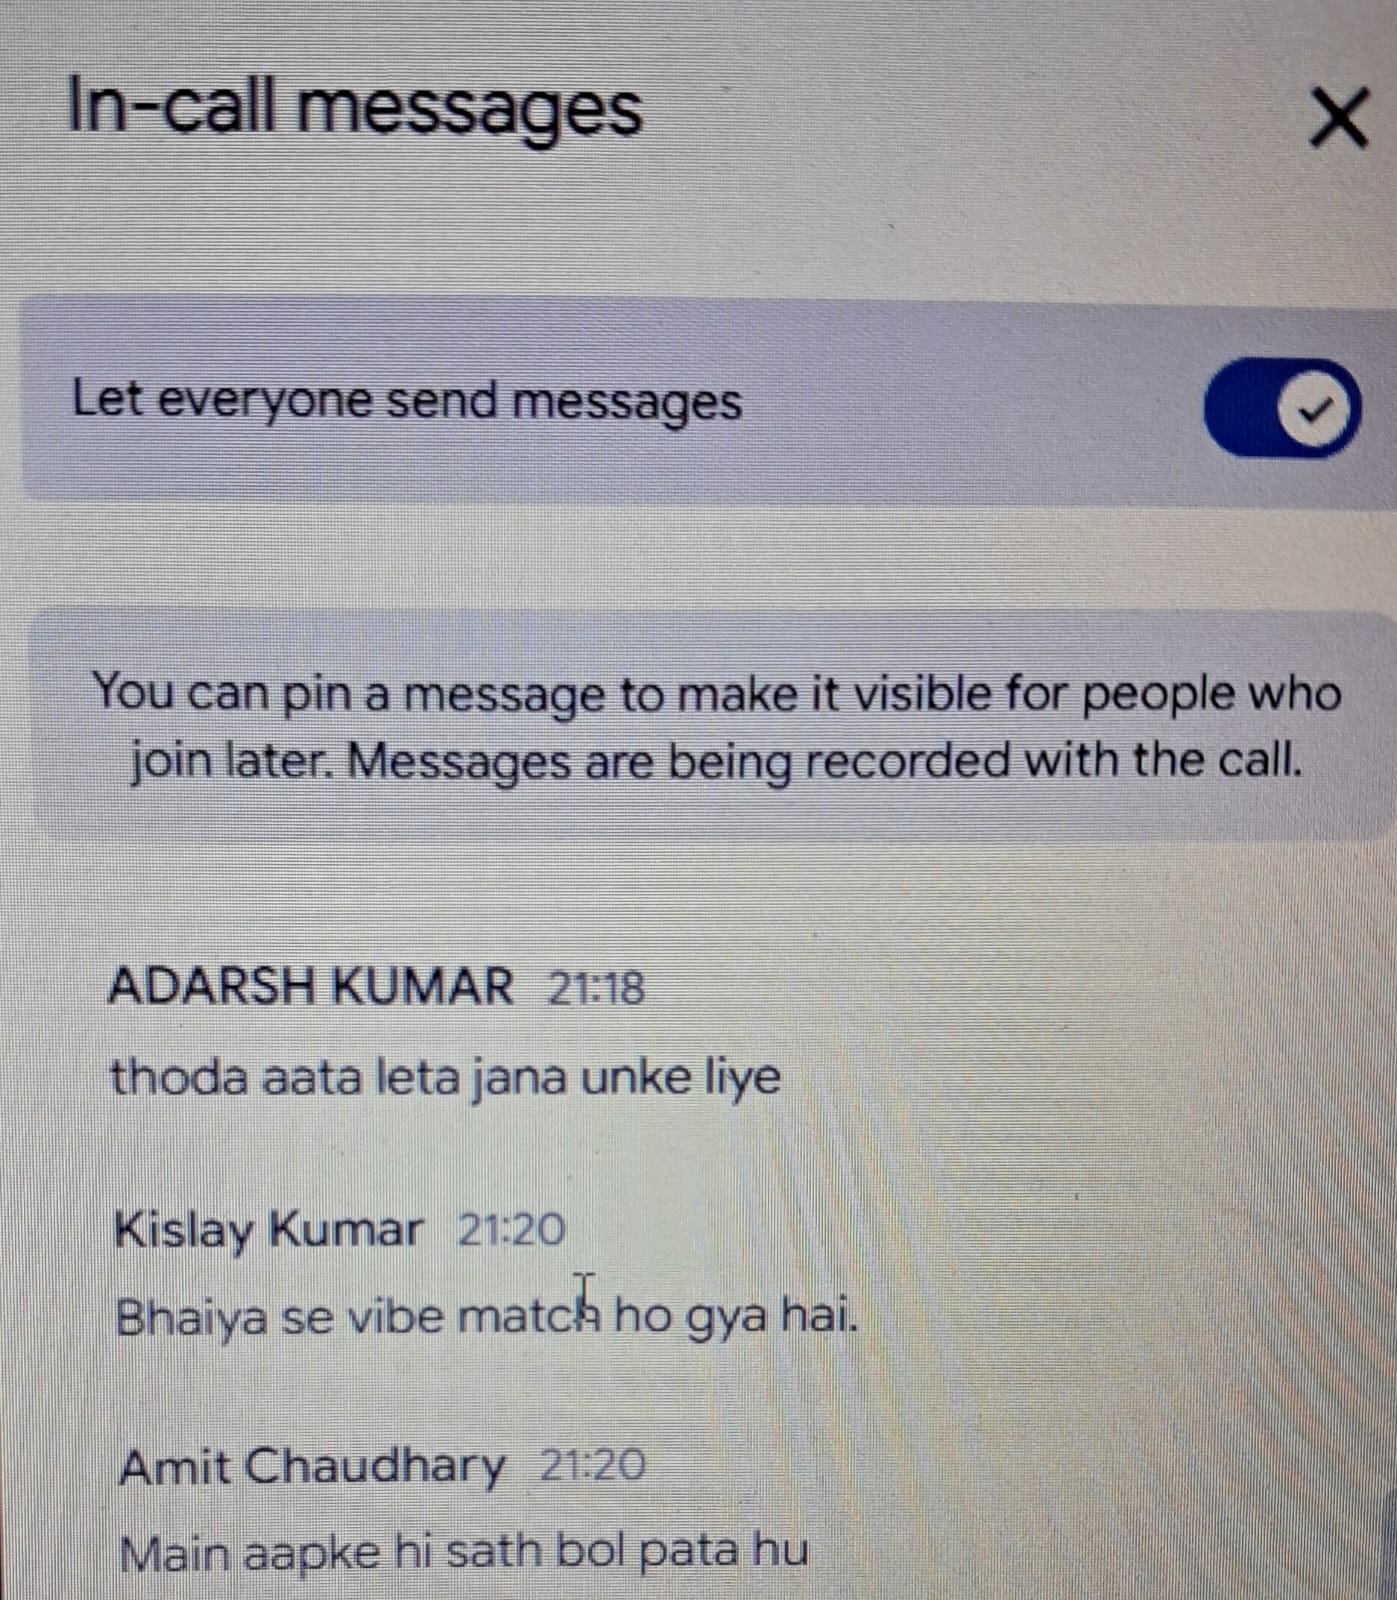 In-call messages
Let everyone send messages
You can pin a message to make it visible for people who
join later. Messages are being recorded with the call.
ADARSH KUMAR 21:18
thoda aata leta jana unke liye
Kislay Kumar 21:20
Bhaiya se vibe match ho gya hai.
Amit Chaudhary 21:20
Main aapke hi sath bol pata hu